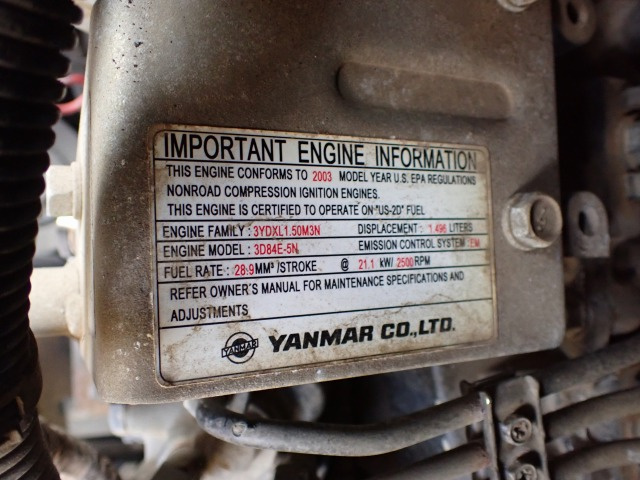 IMPORTANT ENGINE INFORMATION
THIS ENGINE CONFORMS TO 2003 MODEL YEAR U.S. EPA REGULATIONS
NONROAD COMPRESSION IGNITION ENGINES.
THIS ENGINE IS CERTIFIED TO OPERATE ON "US-2D" FUEL
ENGINE FAMILY : 3YDXL1.50M3N DISPLACEMENT : 1.496 LITERS
ENGINE MODEL : 3D84E-5N EMISSION CONTROL SYSTEM : EM
FUEL RATE : 28.9MM³/STROKE @ 21.1 kW/ 2500RPM
REFER OWNER'S MANUAL FOR MAINTENANCE SPECIFICATIONS AND
ADJUSTMENTS
YANMAR YANMAR CO.,LTD.